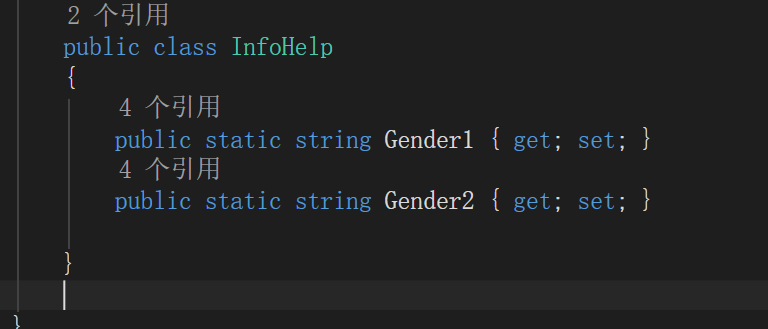 2 个引用
public class InfoHelp
{
4 个引用
public static string Gender1 { get; set; }
4 个引用
public static string Gender2 { get; set; }
}
}